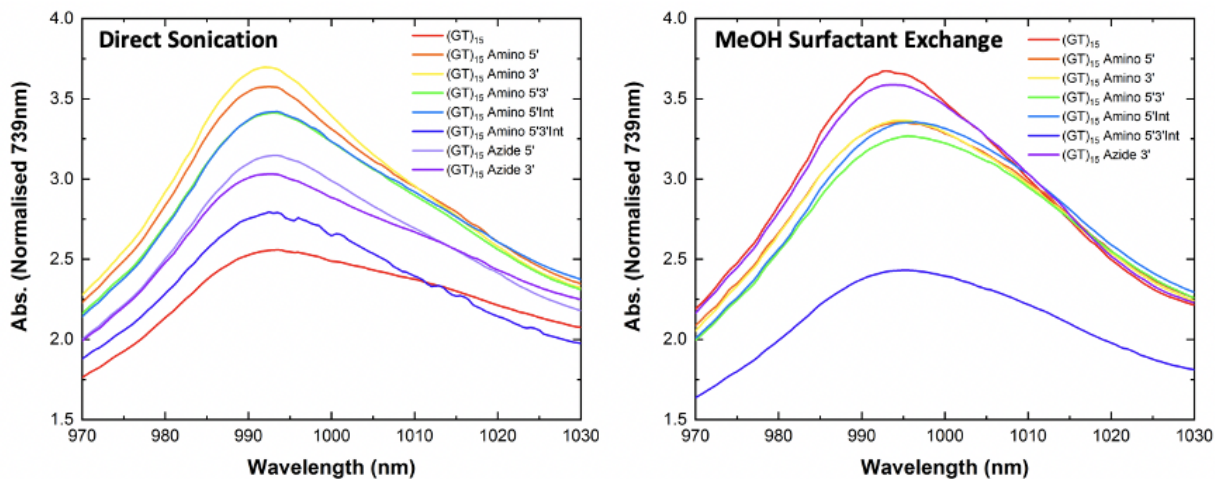 Direct Sonication
(GT)15
(GT)15 Amino 5'
(GT)15 Amino 3'
(GT)15 Amino 5'3'
(GT)15 Amino 5'Int
(GT)15 Amino 5'3'Int
(GT)15 Azide 5'
(GT)15 Azide 3'
Abs. (Normalised 739nm)
4.0
3.5
3.0
2.5
2.0
1.5
970 980 990 1000 1010 1020 1030
Wavelength (nm)
MeOH Surfactant Exchange
(GT)15
(GT)15 Amino 5'
(GT)15 Amino 3'
(GT)15 Amino 5'3'
(GT)15 Amino 5'Int
(GT)15 Amino 5'3'Int
(GT)15 Azide 3'
Abs. (Normalised 739nm)
4.0
3.5
3.0
2.5
2.0
1.5
970 980 990 1000 1010 1020 1030
Wavelength (nm)